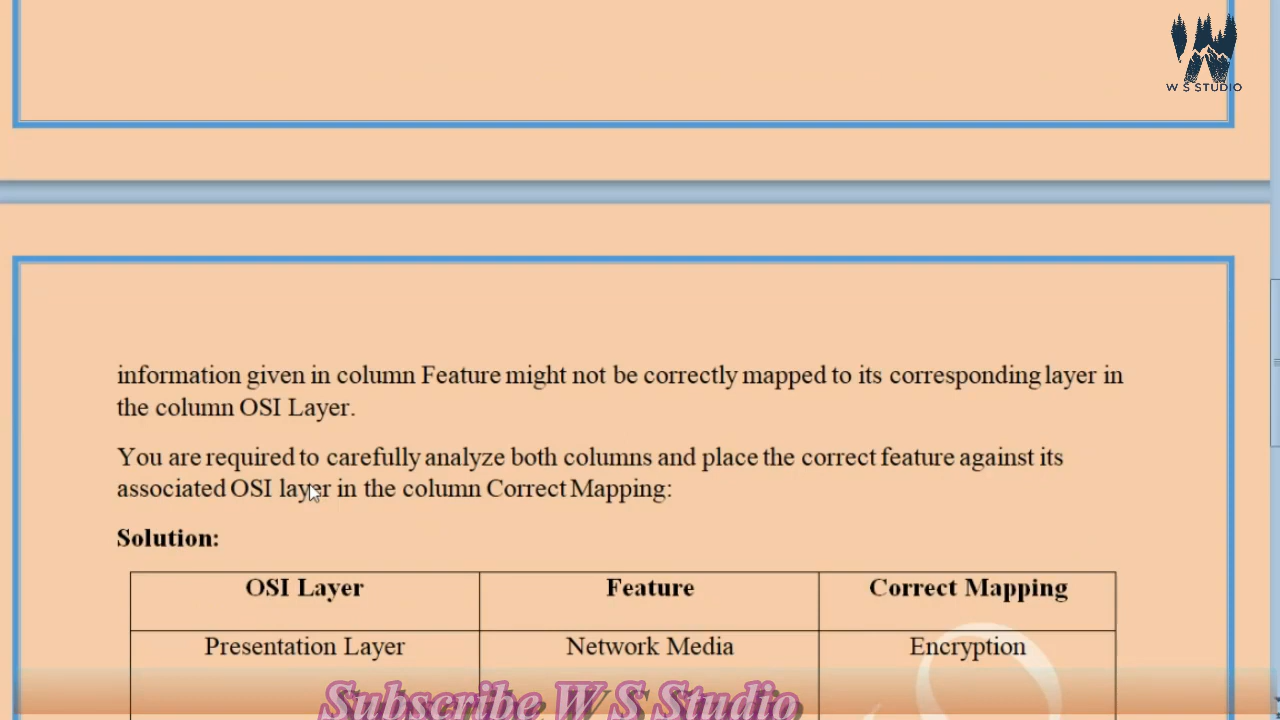 W S STUDIO
information given in column Feature might not be correctly mapped to its corresponding layer in
the column OSI Layer.
You are required to carefully analyze both columns and place the correct feature against its
associated OSI layer in the column Correct Mapping:
Solution:
OSI Layer Feature Correct Mapping
Presentation Layer Network Media Encryption
Subscribe W S Studio